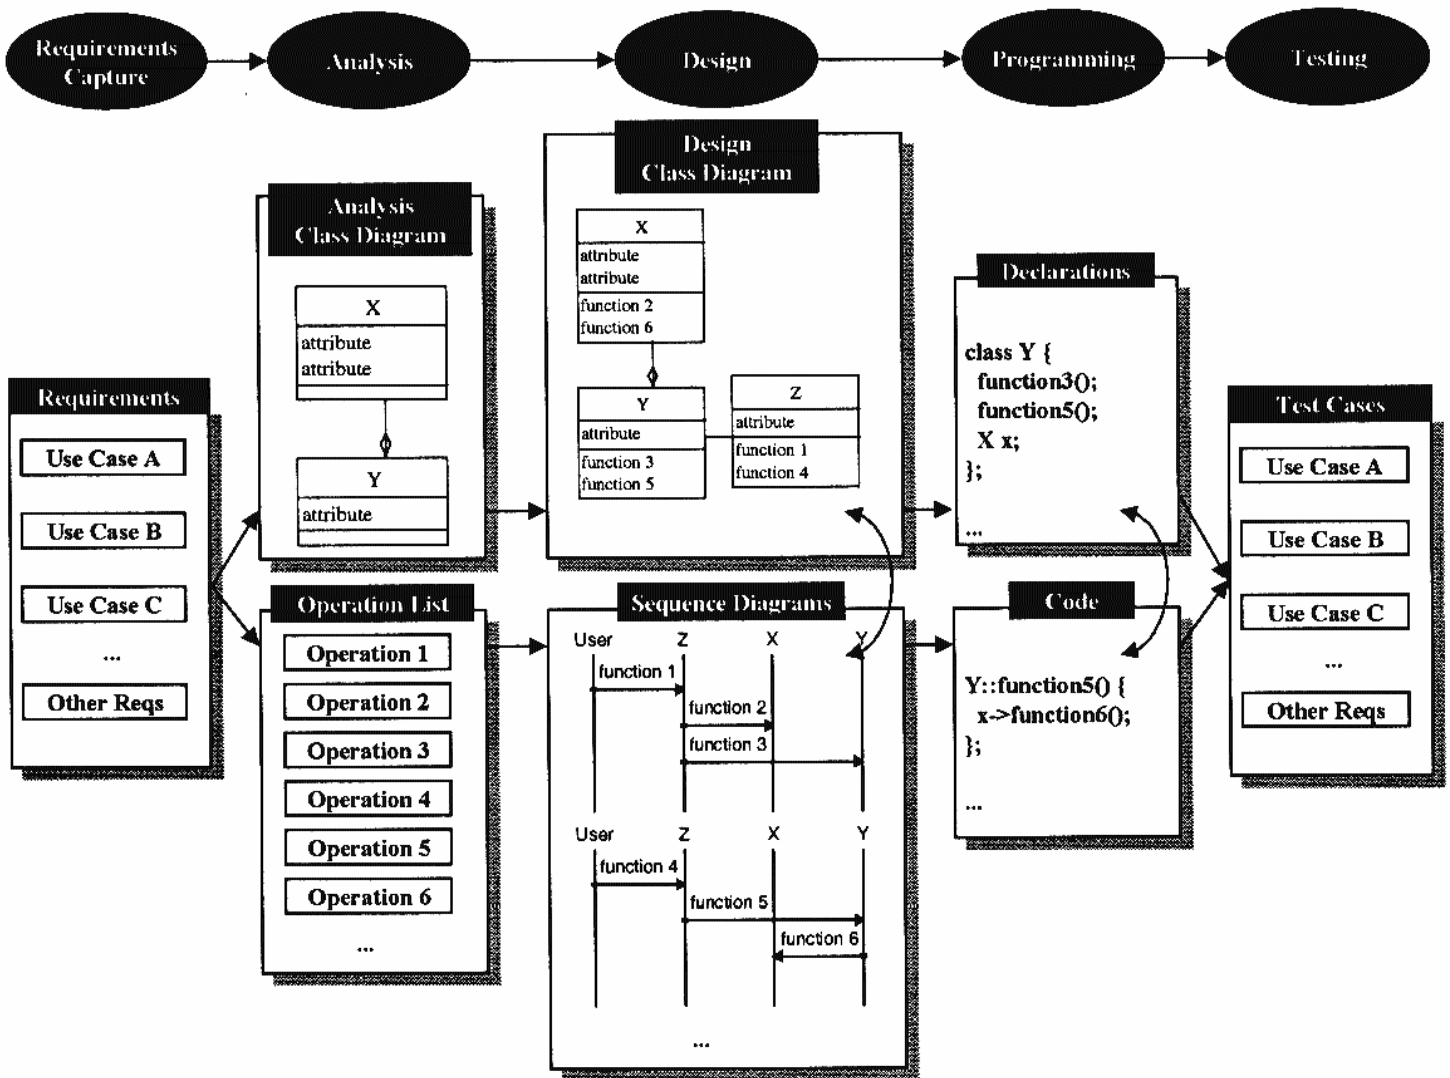 Requirements
Capture
Analysis
Design
Programming
Testing
Requirements
Use Case A
Use Case B
Use Case C
...
Other Reqs
Analysis
Class Diagram
X
attribute
attribute
Y
attribute
Operation List
Operation 1
Operation 2
Operation 3
Operation 4
Operation 5
Operation 6
...
Design
Class Diagram
X
attribute
attribute
function 2
function 6
Y
attribute
function 3
function 5
Z
attribute
function 1
function 4
Sequence Diagrams
User Z X Y
function 1
function 2
function 3
User Z X Y
function 4
function 5
function 6
...
Declarations
class Y {
function3();
function5();
X x;
};
...
Code
Y::function5() {
x->function6();
};
...
Test Cases
Use Case A
Use Case B
Use Case C
...
Other Reqs